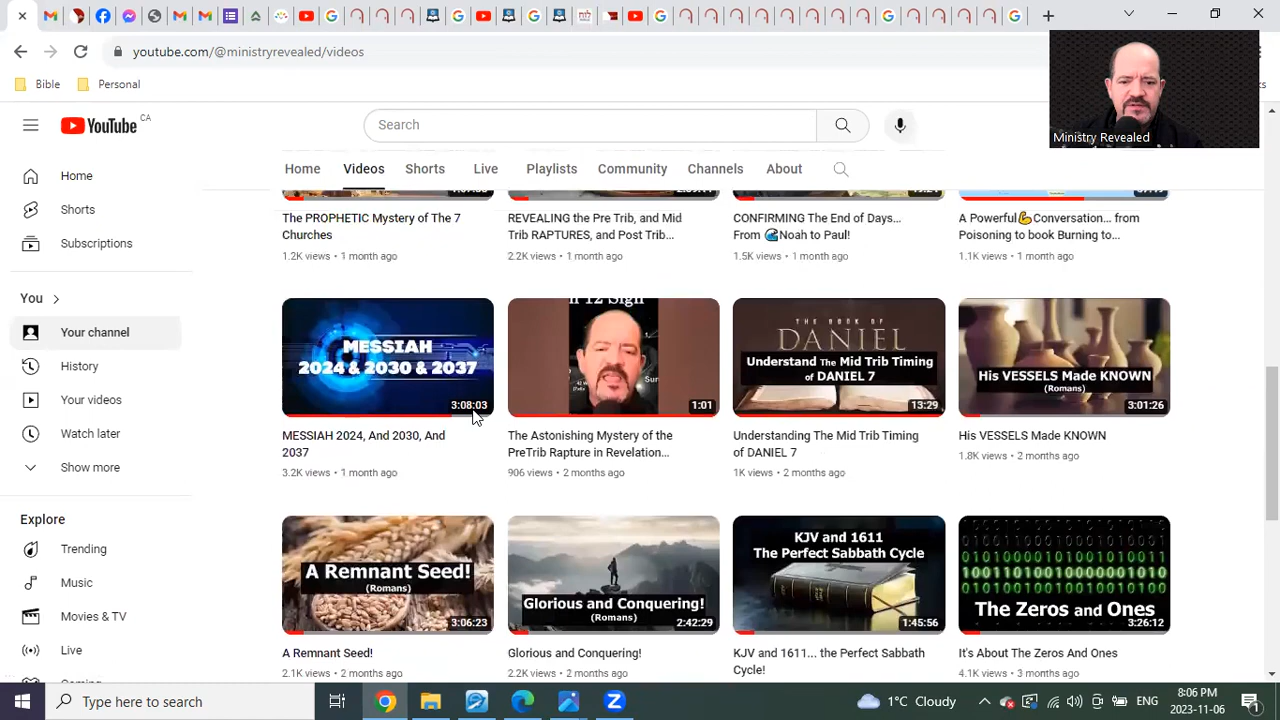 youtube.com/@ministryrevealed/videos
Bible
Personal
Ministry Revealed
YouTube CA
Search
Home
Videos
Shorts
Live
Playlists
Community
Channels
About
Home
Shorts
Subscriptions
You
Your channel
History
Your videos
Watch later
Show more
Explore
Trending
Music
Movies & TV
Live
The PROPHETIC Mystery of The 7
Churches
1.2K views • 1 month ago
REVEALING the Pre Trib, and Mid
Trib RAPTURES, and Post Trib...
2.2K views • 1 month ago
CONFIRMING The End of Days...
From 🌊Noah to Paul!
1.5K views • 1 month ago
A Powerful💪Conversation... from
Poisoning to book Burning to...
1.1K views • 1 month ago
MESSIAH
2024 & 2030 & 2037
3:08:03
MESSIAH 2024, And 2030, And
2037
3.2K views • 1 month ago
12 Sign
1:01
The Astonishing Mystery of the
PreTrib Rapture in Revelation...
906 views • 2 months ago
THE BOOK OF
DANIEL
Understand The Mid Trib Timing
of DANIEL 7
13:29
Understanding The Mid Trib Timing
of DANIEL 7
1K views • 2 months ago
His VESSELS Made KNOWN
(Romans)
3:01:26
His VESSELS Made KNOWN
1.8K views • 2 months ago
A Remnant Seed!
(Romans)
3:06:23
A Remnant Seed!
2.1K views • 2 months ago
Glorious and Conquering!
(Romans)
2:42:29
Glorious and Conquering!
2.2K views • 2 months ago
KJV and 1611
The Perfect Sabbath Cycle
1:45:56
KJV and 1611... the Perfect Sabbath
Cycle!
The Zeros and Ones
3:26:12
It's About The Zeros And Ones
4.1K views • 2 months ago
Type here to search
1°C Cloudy
ENG
8:06 PM
2023-11-06